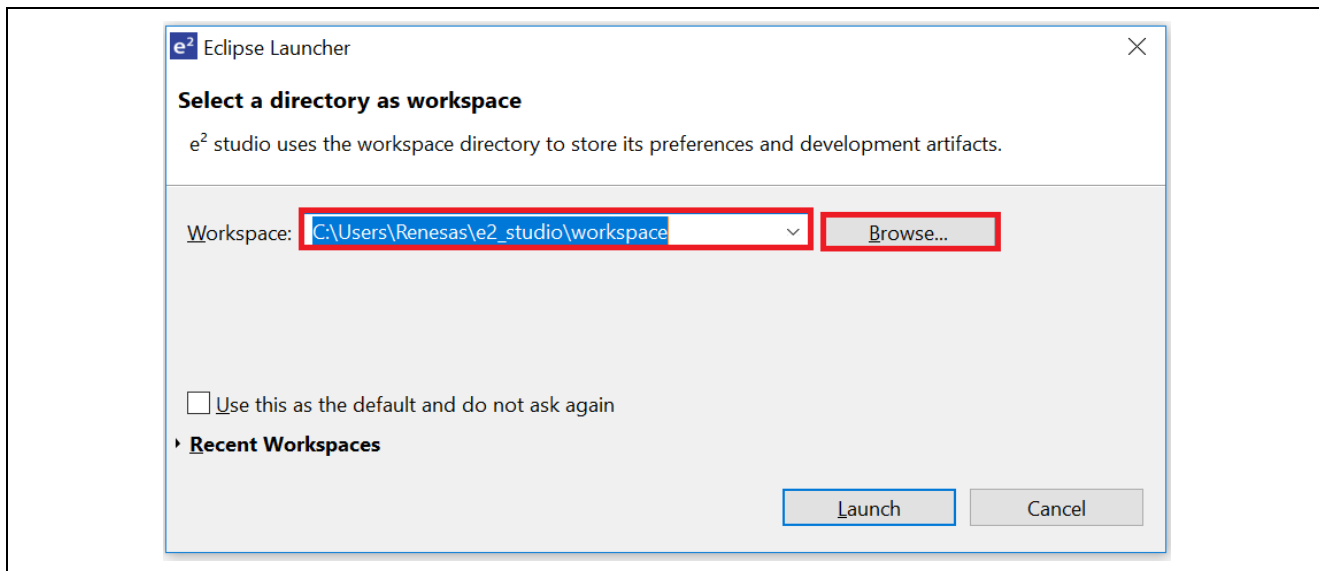 e² Eclipse Launcher
Select a directory as workspace
e² studio uses the workspace directory to store its preferences and development artifacts.
Workspace: C:\Users\Renesas\e2_studio\workspace Browse...
Use this as the default and do not ask again
Recent Workspaces
Launch Cancel